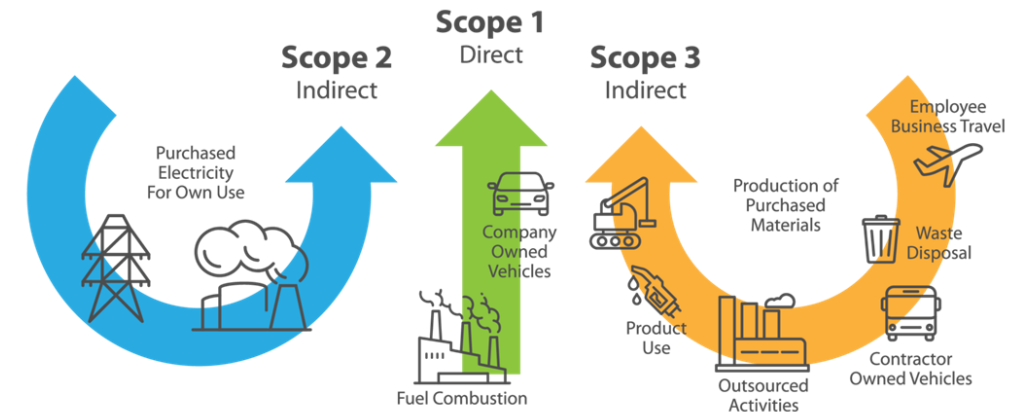 Scope 2
Indirect
Purchased
Electricity
For Own Use
Scope 1
Direct
Company
Owned
Vehicles
Fuel Combustion
Scope 3
Indirect
Production of
Purchased
Materials
Employee
Business Travel
Waste
Disposal
Contractor
Owned Vehicles
Outsourced
Activities
Product
Use